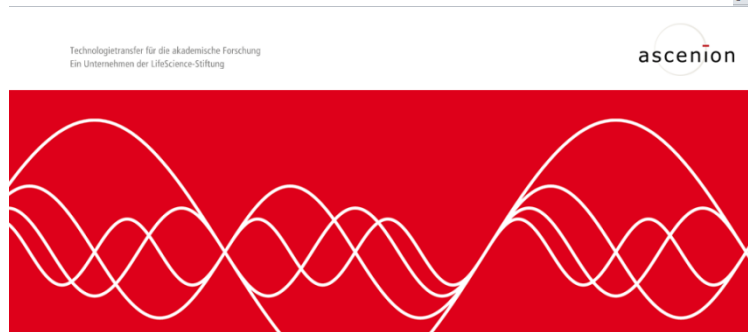 Technologietransfer für die akademische Forschung
Ein Unternehmen der LifeScience-Stiftung
ascenion